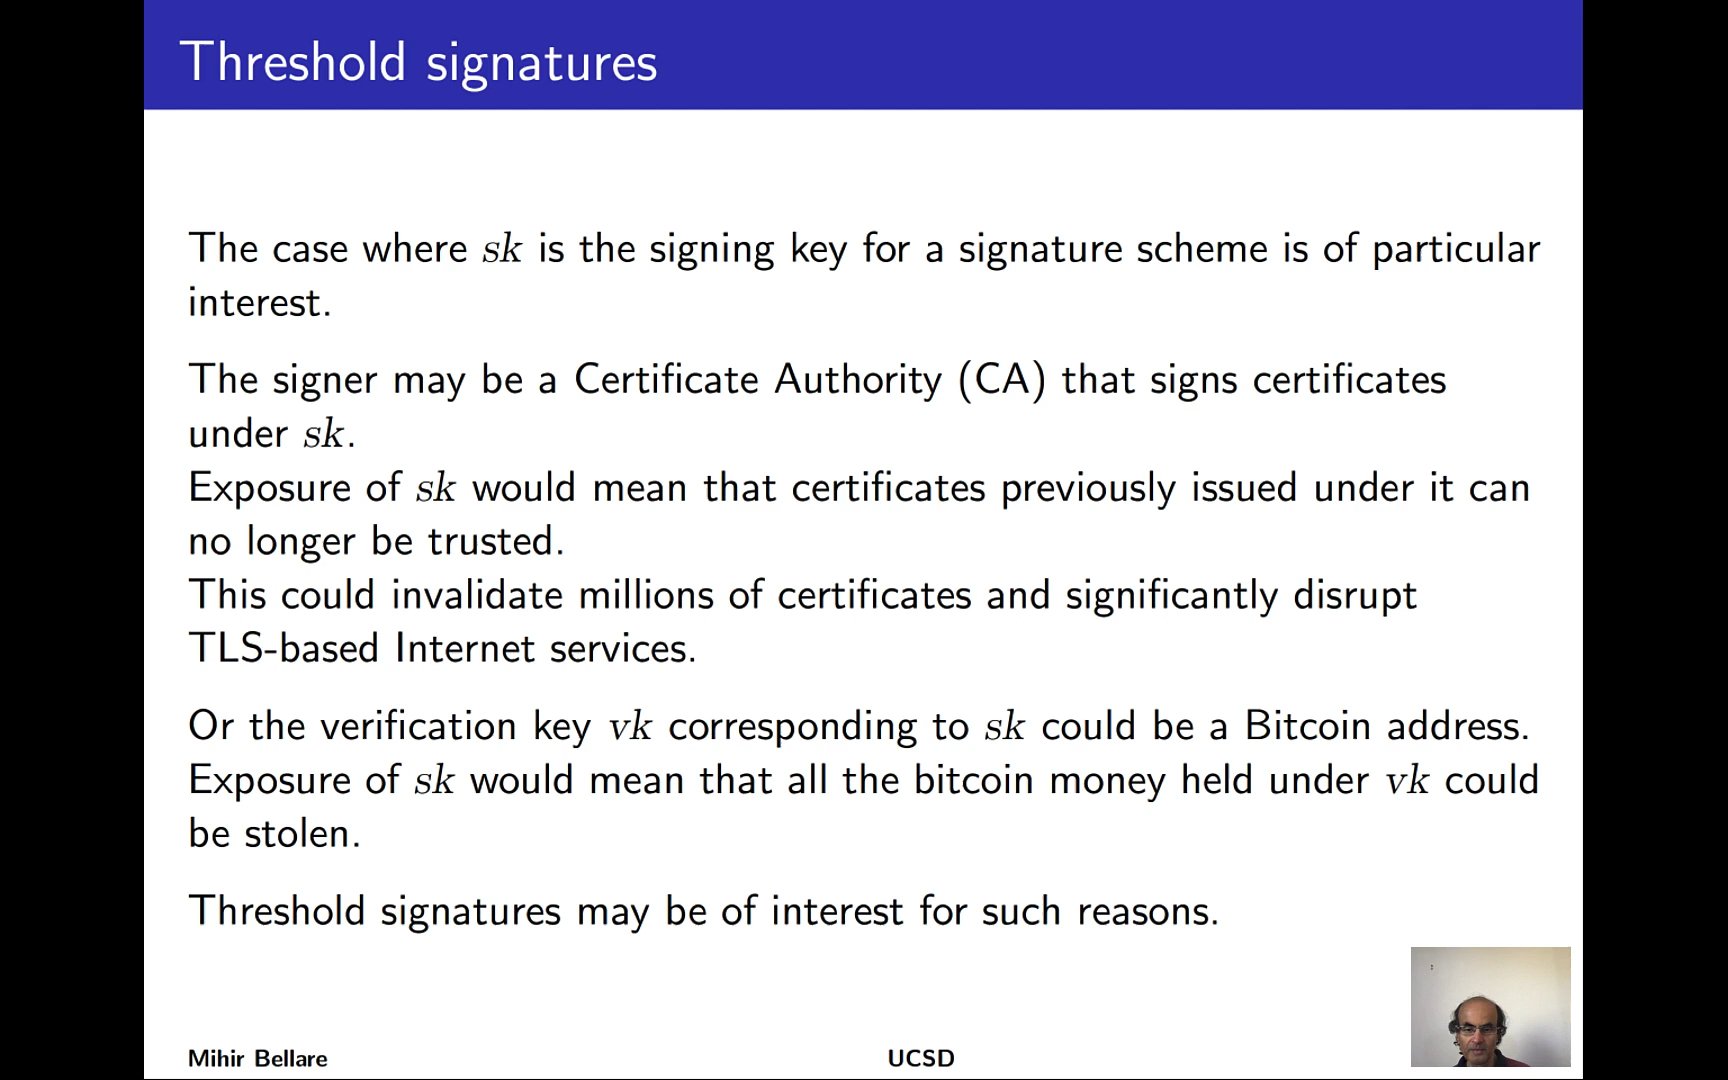 Threshold signatures
The case where sk is the signing key for a signature scheme is of particular
interest.
The signer may be a Certificate Authority (CA) that signs certificates
under sk.
Exposure of sk would mean that certificates previously issued under it can
no longer be trusted.
This could invalidate millions of certificates and significantly disrupt
TLS-based Internet services.
Or the verification key vk corresponding to sk could be a Bitcoin address.
Exposure of sk would mean that all the bitcoin money held under vk could
be stolen.
Threshold signatures may be of interest for such reasons.
Mihir Bellare UCSD